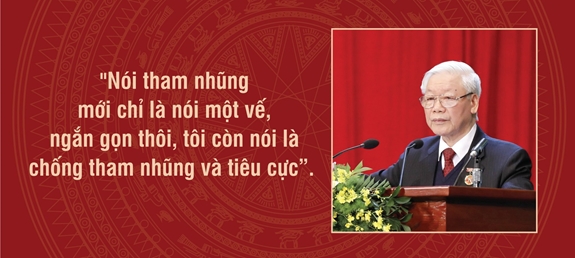 "Nói tham nhũng
mới chỉ là nói một vế,
ngắn gọn thôi, tôi còn nói là
chống tham nhũng và tiêu cực”.